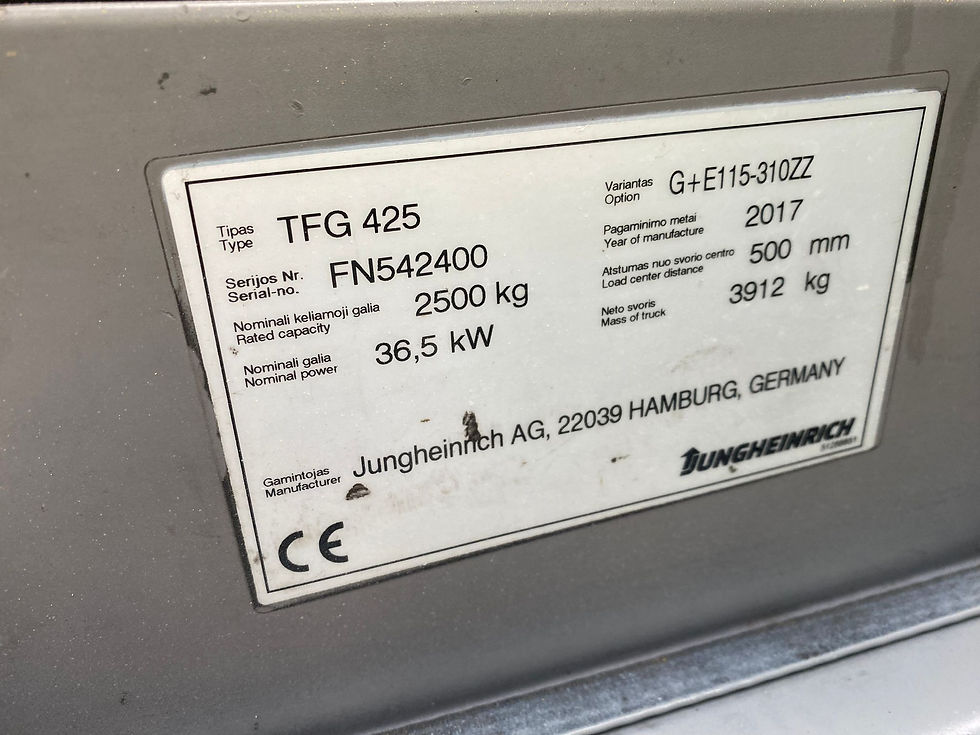 Tipas
Type
TFG 425
Variantas
Option
G+E115-310ZZ
Serijos Nr.
Serial-no.
FN542400
Pagaminimo metai
Year of manufacture
2017
Nominali keliamoji galia
Rated capacity
2500 kg
Atstumas nuo svorio centro
Load center distance
500 mm
Nominali galia
Nominal power
36,5 kW
Neto svoris
Mass of truck
3912 kg
Gamintojas
Manufacturer
Jungheinrich AG, 22039 HAMBURG, GERMANY
JUNGHEINRICH
CE